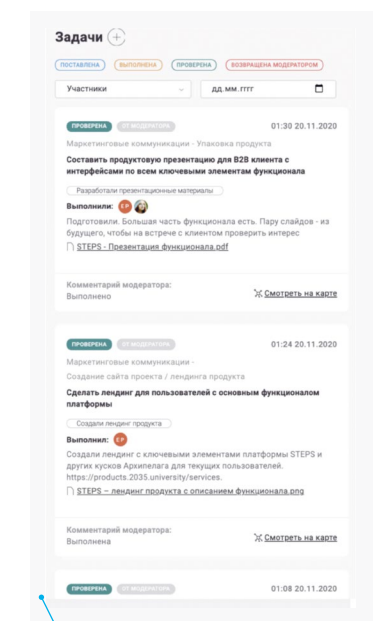 Задачи
ПОСТАВЛЕНА ВЫПОЛНЕНА ПРОВЕРЕНА ВОЗВРАЩЕНА МОДЕРАТОРОМ
Участники дд.мм.гггг
ПРОВЕРЕНА ОТ МОДЕРАТОРА 01:30 20.11.2020
Маркетинговые коммуникации - Упаковка продукта
Составить продуктовую презентацию для B2B клиента с
интерфейсами по всем ключевыми элементам функционала
Разработали презентационные материалы
Выполнили: ЕР
Подготовили. Большая часть функционала есть. Пару слайдов - из
будущего, чтобы на встрече с клиентом проверить интерес
STEPS - Презентация функционала.pdf
Комментарий модератора:
Выполнено
Смотреть на карте
ПРОВЕРЕНА ОТ МОДЕРАТОРА 01:24 20.11.2020
Маркетинговые коммуникации -
Создание сайта проекта / лендинга продукта
Сделать лендинг для пользователей с основным функционалом
платформы
Создали лендинг продукта
Выполнил: ЕР
Создали лендинг с ключевыми элементами платформы STEPS и
других кусков Архипелага для текущих пользователей.
https://products.2035.university/services.
STEPS – лендинг продукта с описанием функционала.png
Комментарий модератора:
Выполнена
Смотреть на карте
ПРОВЕРЕНА ОТ МОДЕРАТОРА 01:08 20.11.2020